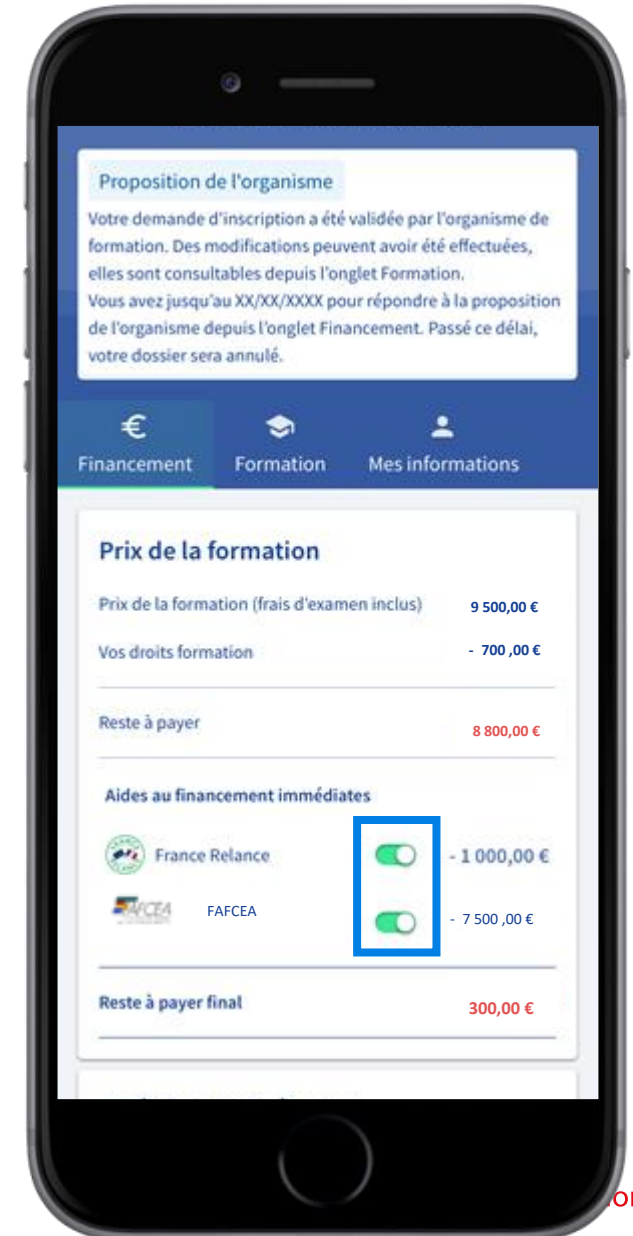 Proposition de l'organisme
Votre demande d'inscription a été validée par l'organisme de
formation. Des modifications peuvent avoir été effectuées,
elles sont consultables depuis l'onglet Formation.
Vous avez jusqu'au XX/XX/XXXX pour répondre à la proposition
de l'organisme depuis l'onglet Financement. Passé ce délai,
votre dossier sera annulé.
€
Financement Formation Mes informations
Prix de la formation
Prix de la formation (frais d'examen inclus) 9 500,00 €
Vos droits formation - 700 ,00 €
Reste à payer 8 800,00 €
Aides au financement immédiates
France Relance - 1 000,00 €
FAFCEA FAFCEA - 7 500 ,00 €
Reste à payer final 300,00 €